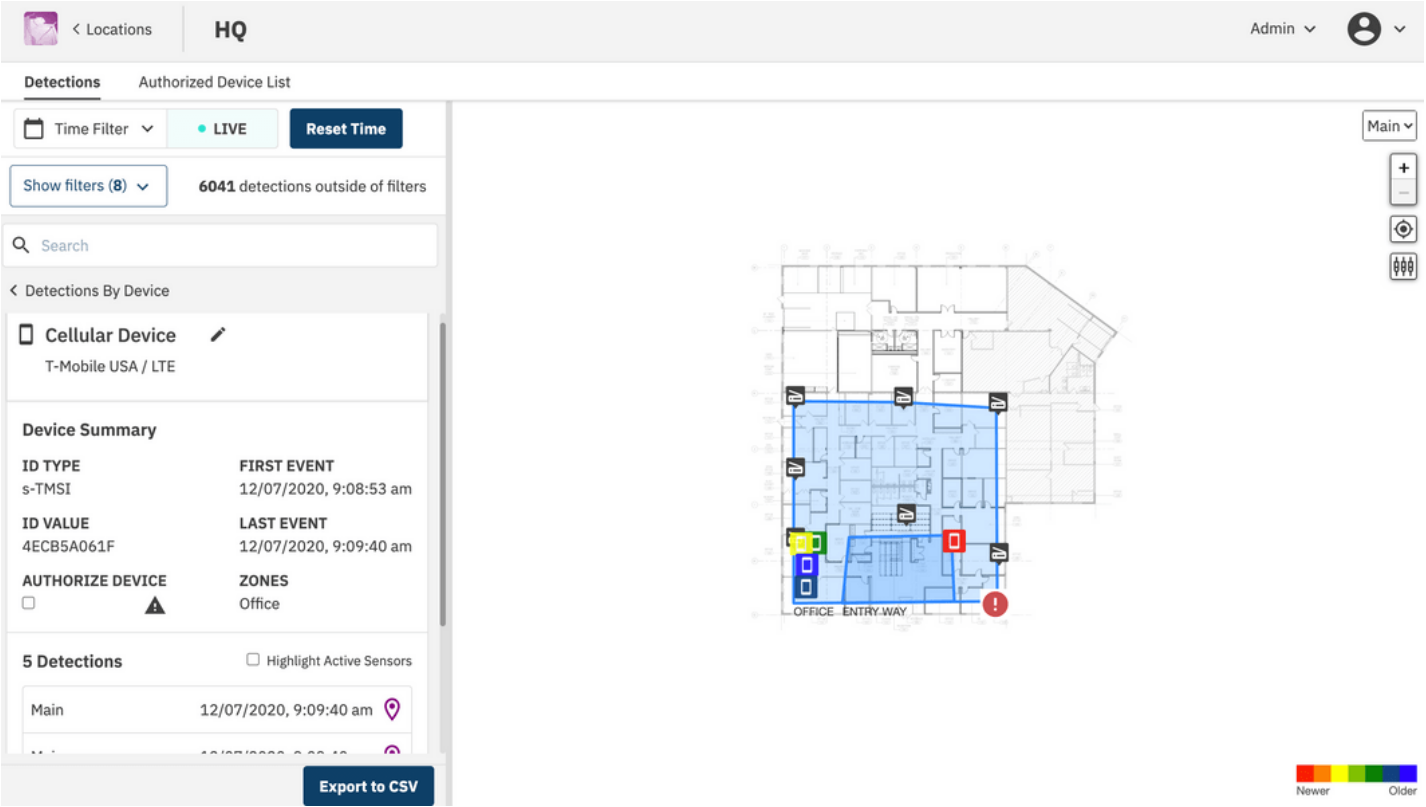 Locations
HQ
Admin
Detections
Authorized Device List
Time Filter
LIVE
Reset Time
Main
Show filters (8)
6041 detections outside of filters
Search
Detections By Device
Cellular Device
T-Mobile USA / LTE
Device Summary
ID TYPE
FIRST EVENT
s-TMSI
12/07/2020, 9:08:53 am
ID VALUE
LAST EVENT
4ECB5A061F
12/07/2020, 9:09:40 am
AUTHORIZE DEVICE
ZONES
Office
OFFICE
ENTRY WAY
5 Detections
Highlight Active Sensors
Main
12/07/2020, 9:09:40 am
Export to CSV
Newer
Older